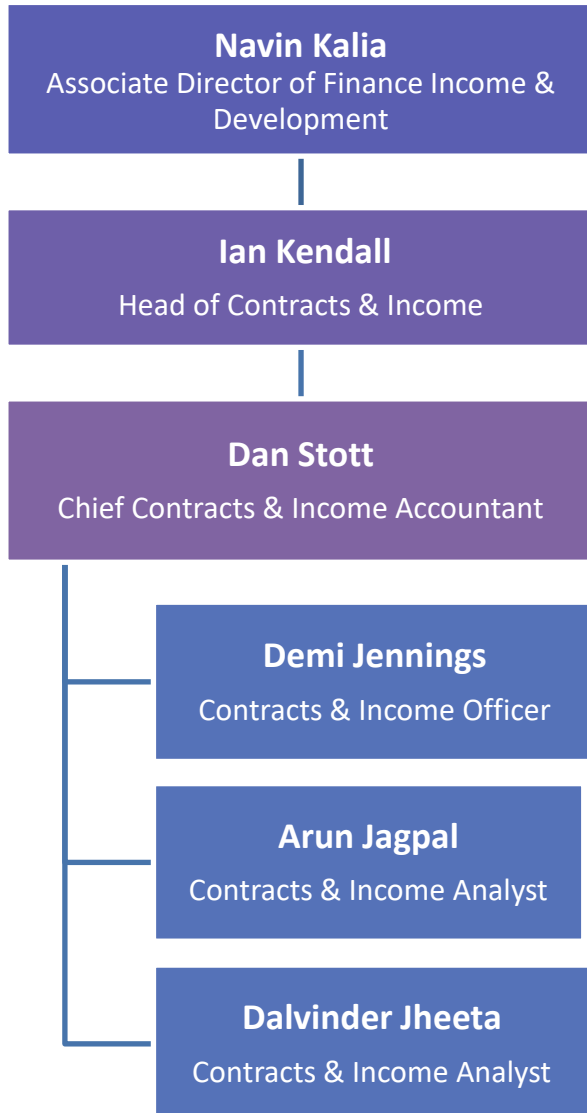 Navin Kalia
Associate Director of Finance Income &
Development
Ian Kendall
Head of Contracts & Income
Dan Stott
Chief Contracts & Income Accountant
Demi Jennings
Contracts & Income Officer
Arun Jagpal
Contracts & Income Analyst
Dalvinder Jheeta
Contracts & Income Analyst